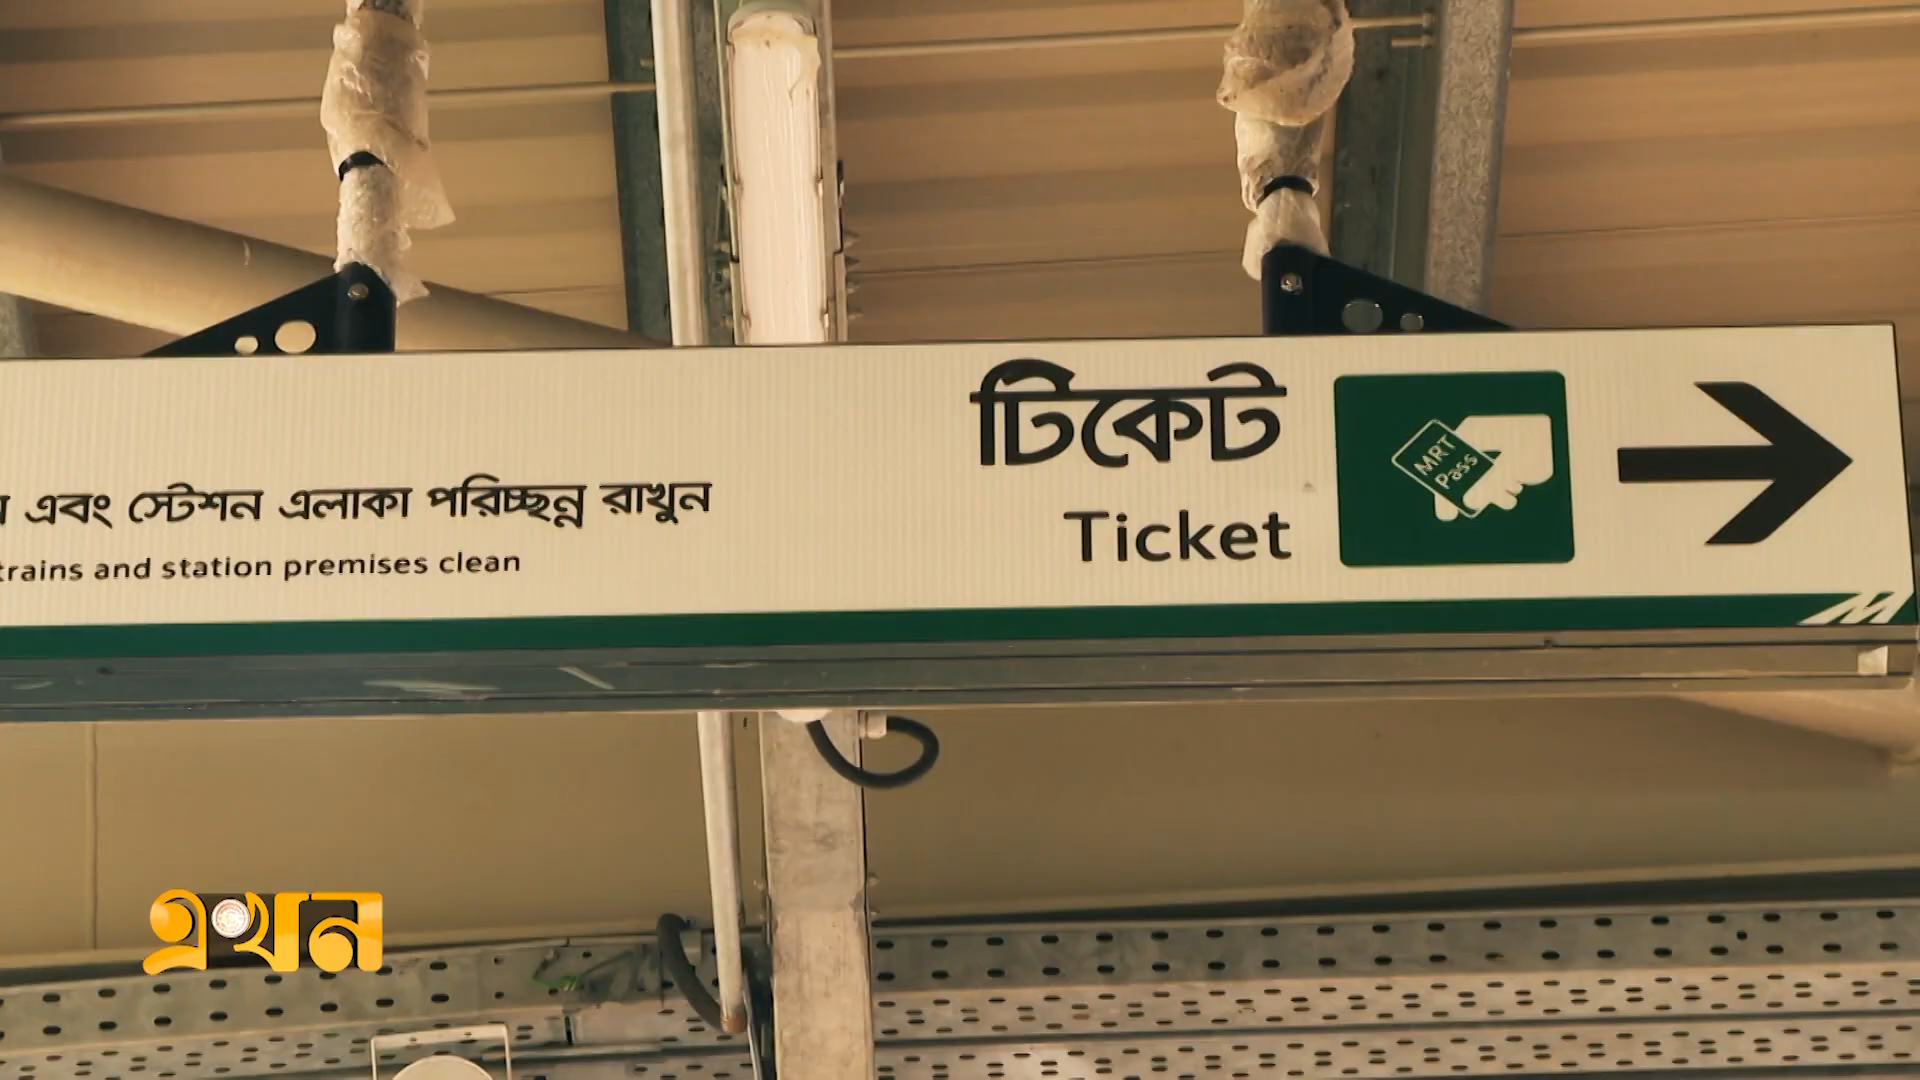 এবং স্টেশন এলাকা পরিচ্ছন্ন রাখুন
trains and station premises clean
টিকেট
Ticket
MRT
Pass
এখন